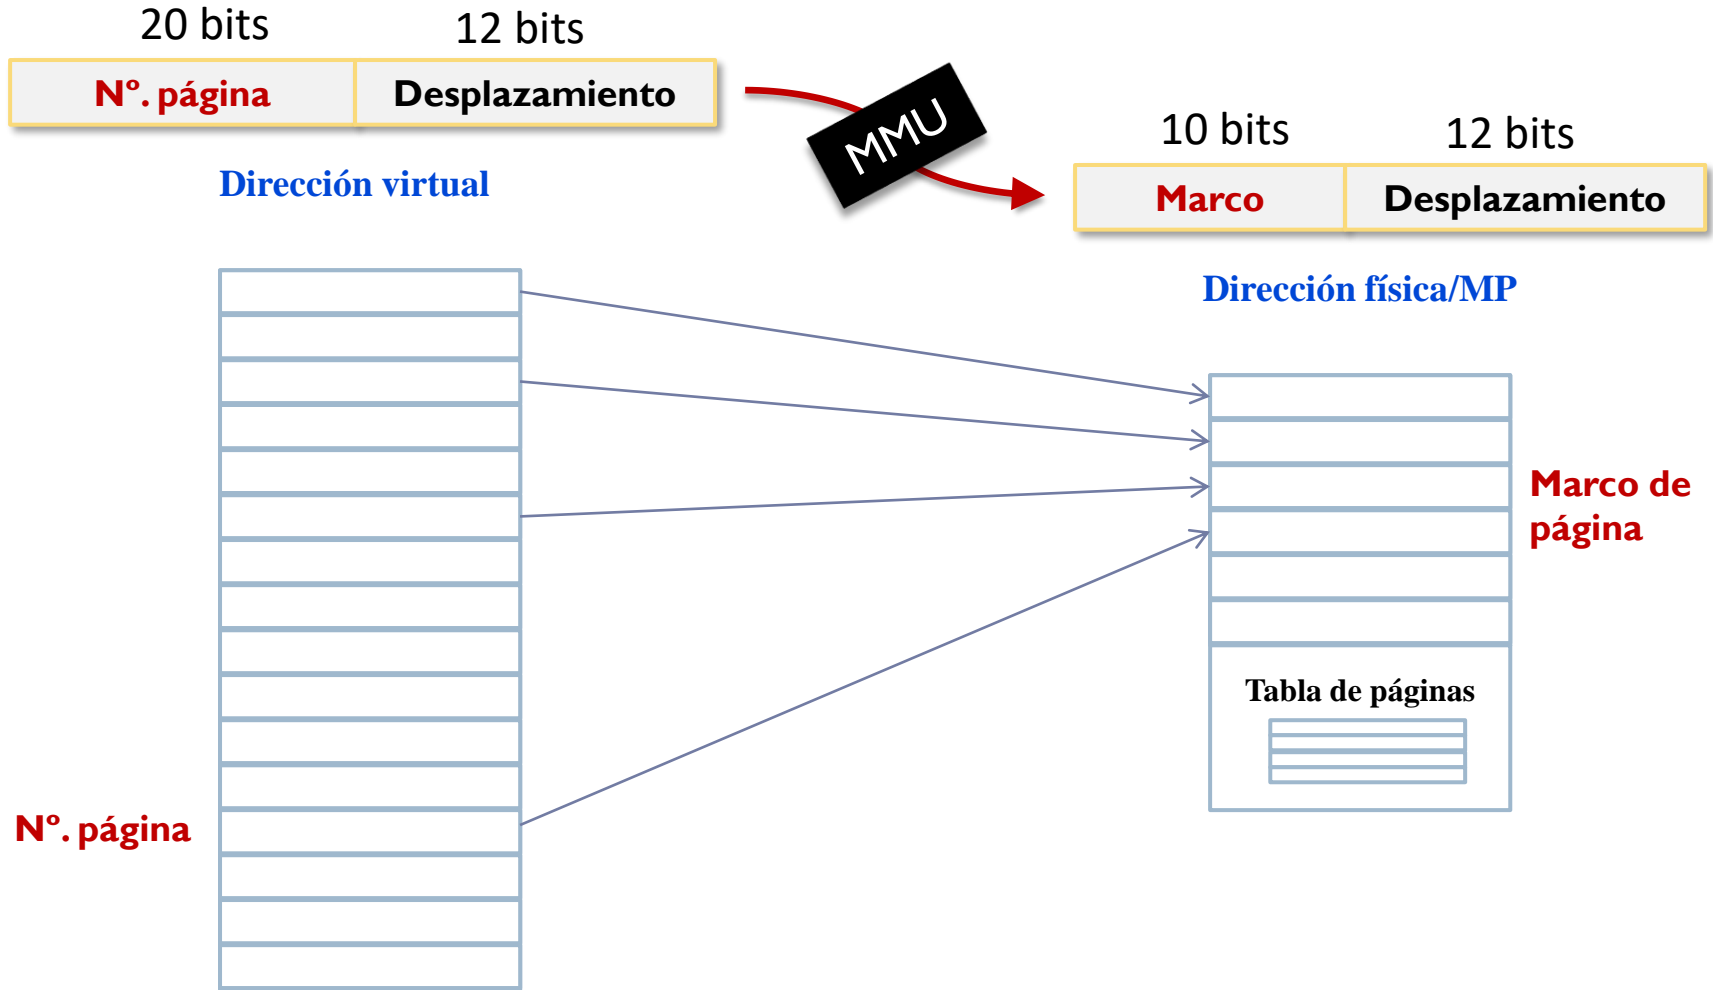 20 bits
12 bits
Nº. página
Desplazamiento
MMU
Dirección virtual
10 bits
12 bits
Marco
Desplazamiento
Dirección física/MP
Marco de
página
Tabla de páginas
Nº. página